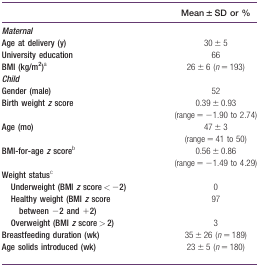 Mean ± SD or %
Maternal
Age at delivery (y) 30 ± 5
University education 66
BMI (kg/m²)ᵃ 26 ± 6 (n = 193)
Child
Gender (male) 52
Birth weight z score 0.39 ± 0.93
(range = −1.90 to 2.74)
Age (mo) 47 ± 3
(range = 41 to 50)
BMI-for-age z scoreᵇ 0.56 ± 0.86
(range = −1.49 to 4.29)
Weight statusᶜ
Underweight (BMI z score < −2) 0
Healthy weight (BMI z score 97
between −2 and +2)
Overweight (BMI z score > 2) 3
Breastfeeding duration (wk) 35 ± 26 (n = 189)
Age solids introduced (wk) 23 ± 5 (n = 180)